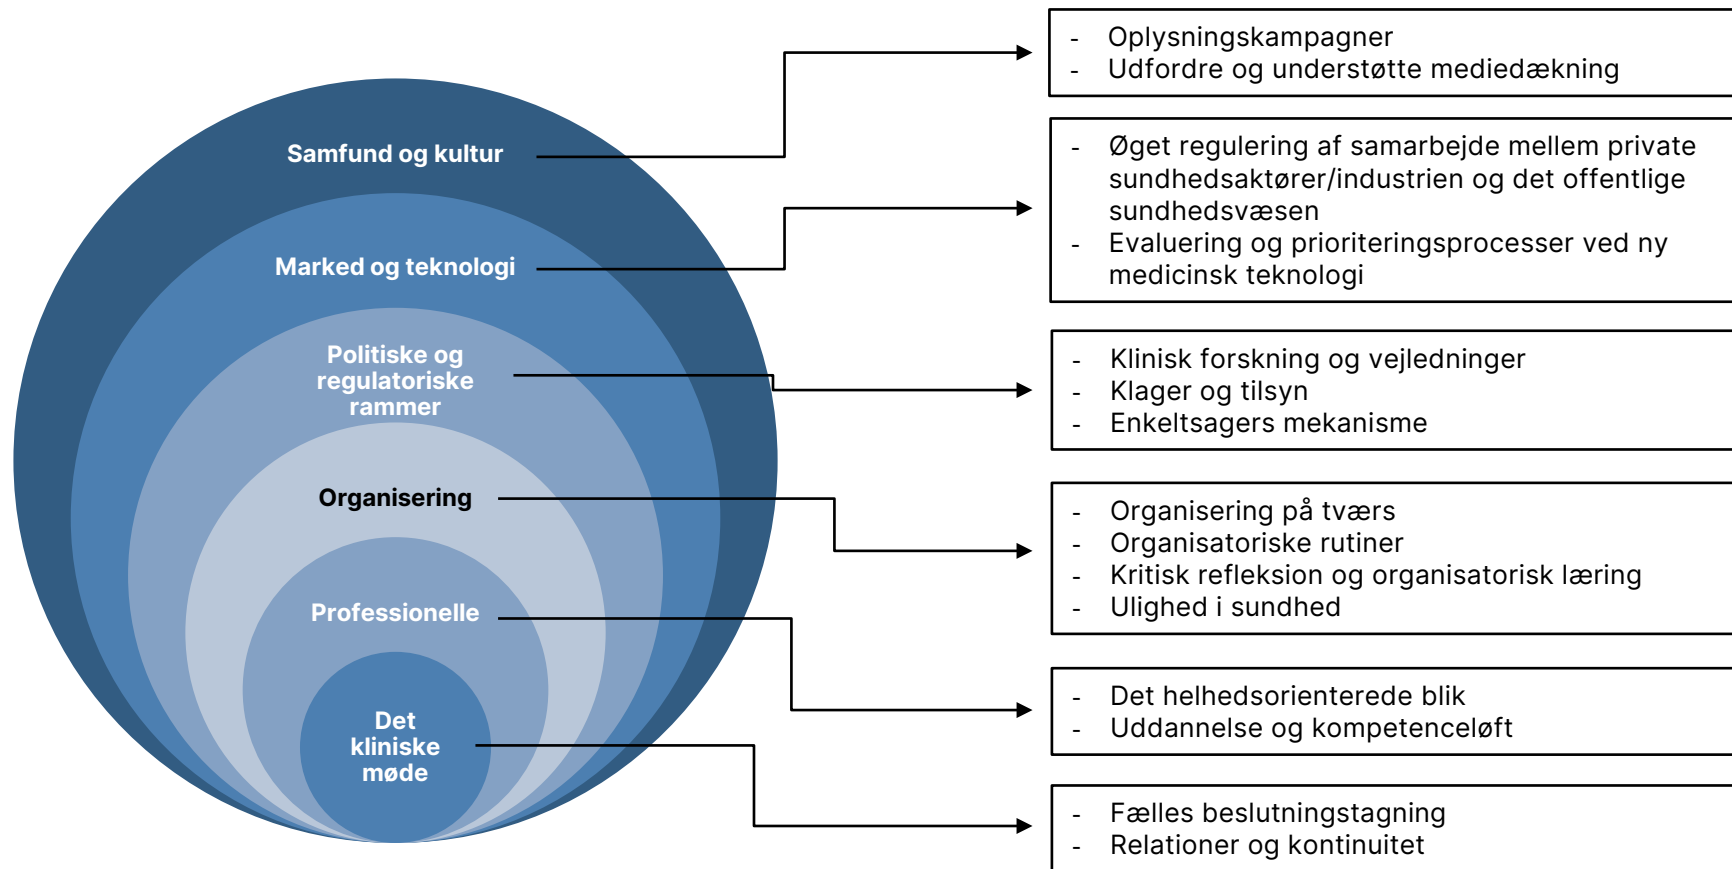 Samfund og kultur
Marked og teknologi
Politiske og
regulatoriske
rammer
Organisering
Professionelle
Det
kliniske
møde
- Oplysningskampagner
- Udfordre og understøtte mediedækning
- Øget regulering af samarbejde mellem private
sundhedsaktører/industrien og det offentlige
sundhedsvæsen
- Evaluering og prioriteringsprocesser ved ny
medicinsk teknologi
- Klinisk forskning og vejledninger
- Klager og tilsyn
- Enkeltsagers mekanisme
- Organisering på tværs
- Organisatoriske rutiner
- Kritisk refleksion og organisatorisk læring
- Ulighed i sundhed
- Det helhedsorienterede blik
- Uddannelse og kompetenceløft
- Fælles beslutningstagning
- Relationer og kontinuitet